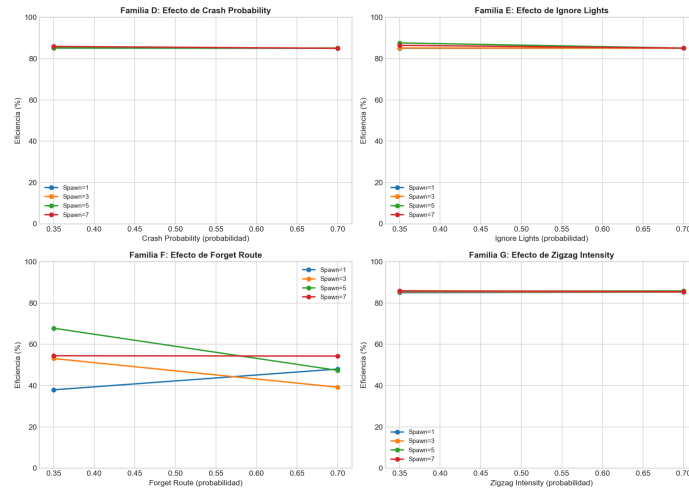 Familia D: Efecto de Crash Probability
Eficiencia (%)
100
80
60
40
20
0
Spawn=1
Spawn=3
Spawn=5
Spawn=7
0.35 0.40 0.45 0.50 0.55 0.60 0.65 0.70
Crash Probability (probabilidad)
Familia E: Efecto de Ignore Lights
Eficiencia (%)
100
80
60
40
20
0
Spawn=1
Spawn=3
Spawn=5
Spawn=7
0.35 0.40 0.45 0.50 0.55 0.60 0.65 0.70
Ignore Lights (probabilidad)
Familia F: Efecto de Forget Route
Eficiencia (%)
100
80
60
40
20
0
Spawn=1
Spawn=3
Spawn=5
Spawn=7
0.35 0.40 0.45 0.50 0.55 0.60 0.65 0.70
Forget Route (probabilidad)
Familia G: Efecto de Zigzag Intensity
Eficiencia (%)
100
80
60
40
20
0
Spawn=1
Spawn=3
Spawn=5
Spawn=7
0.35 0.40 0.45 0.50 0.55 0.60 0.65 0.70
Zigzag Intensity (probabilidad)